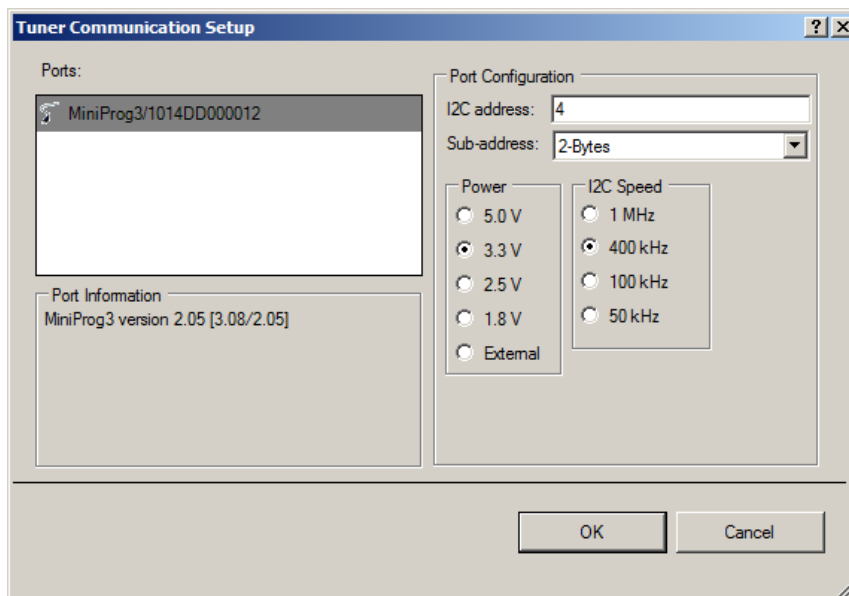 Tuner Communication Setup
Ports:
MiniProg3/1014DD000012
Port Information
MiniProg3 version 2.05 [3.08/2.05]
Port Configuration
I2C address: 4
Sub-address: 2-Bytes
Power
5.0 V
3.3 V
2.5 V
1.8 V
External
I2C Speed
1 MHz
400 kHz
100 kHz
50 kHz
OK
Cancel